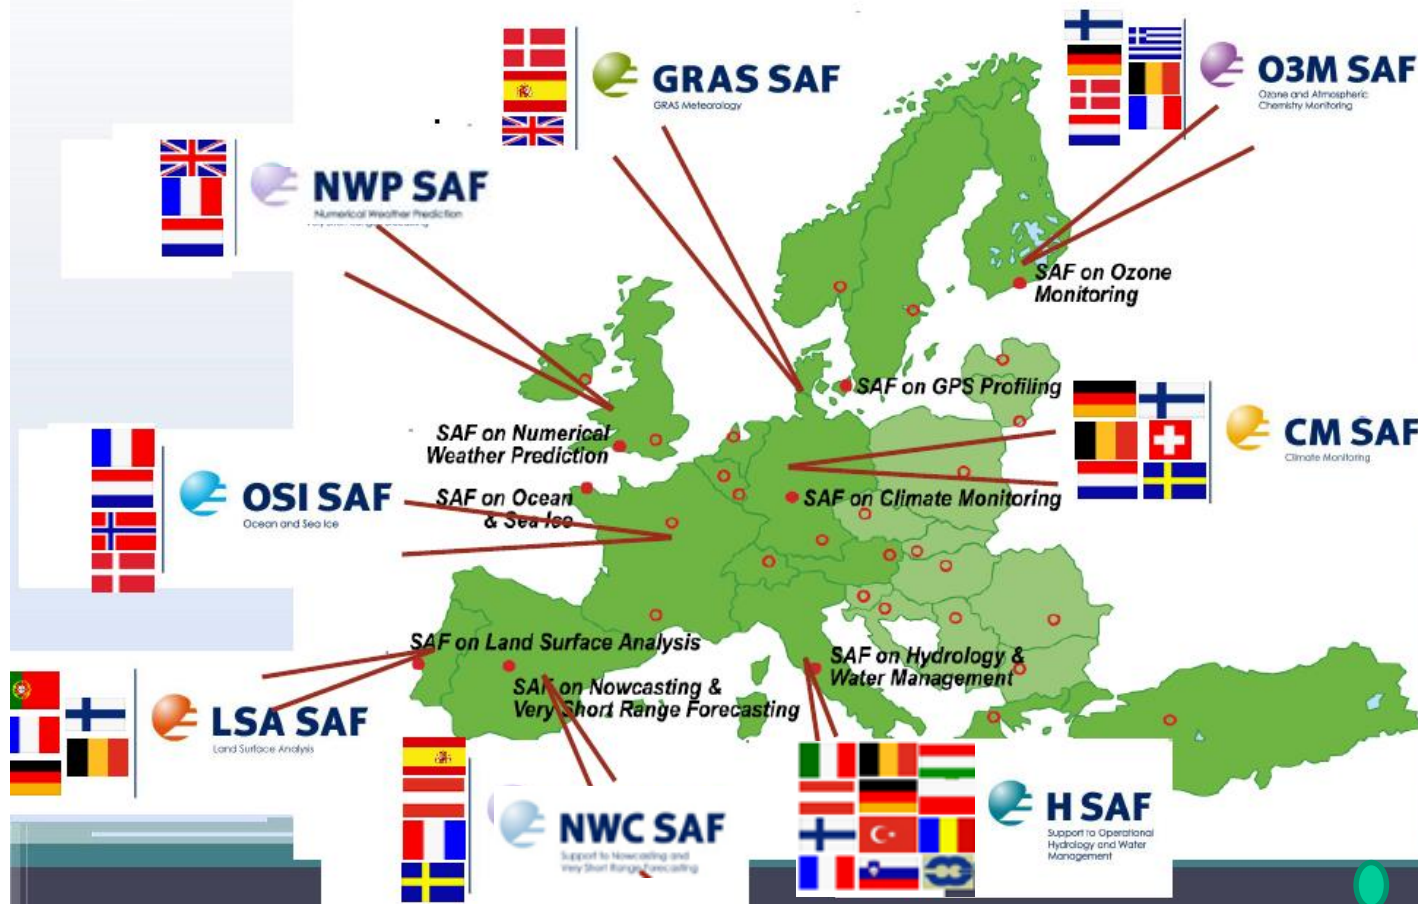 GRAS SAF
GRAS Meteorology
O3M SAF
Ozone and Atmospheric
Chemistry Monitoring
NWP SAF
Numerical Weather Prediction
SAF on Ozone
Monitoring
SAF on GPS Profiling
CM SAF
Climate Monitoring
SAF on Numerical
Weather Prediction
OSI SAF
Ocean and Sea Ice
SAF on Ocean
& Sea Ice
SAF on Climate Monitoring
SAF on Land Surface Analysis
SAF on Hydrology &
Water Management
SAF on Nowcasting &
Very Short Range Forecasting
LSA SAF
Land Surface Analysis
NWC SAF
Support to Nowcasting and
Very Short Range Forecasting
H SAF
Support to Operational
Hydrology and Water
Management